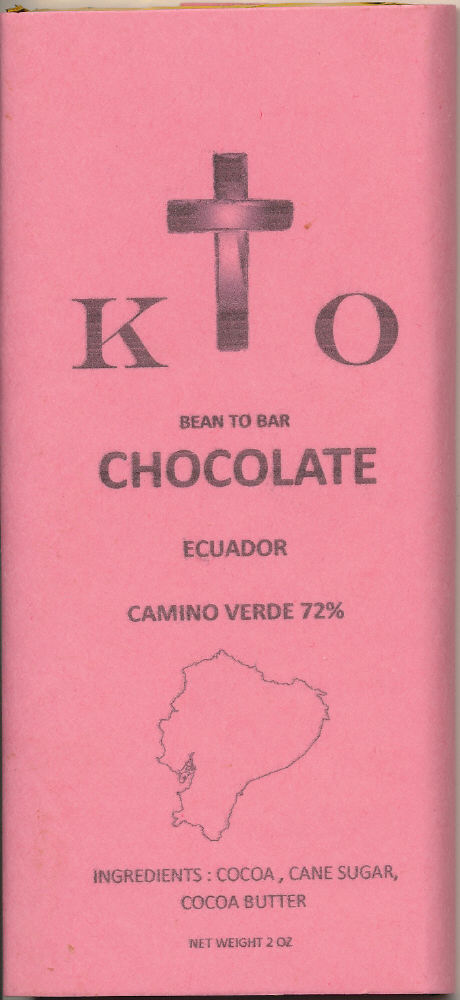 K O
BEAN TO BAR
CHOCOLATE
ECUADOR
CAMINO VERDE 72%
INGREDIENTS : COCOA , CANE SUGAR,
COCOA BUTTER
NET WEIGHT 2 OZ